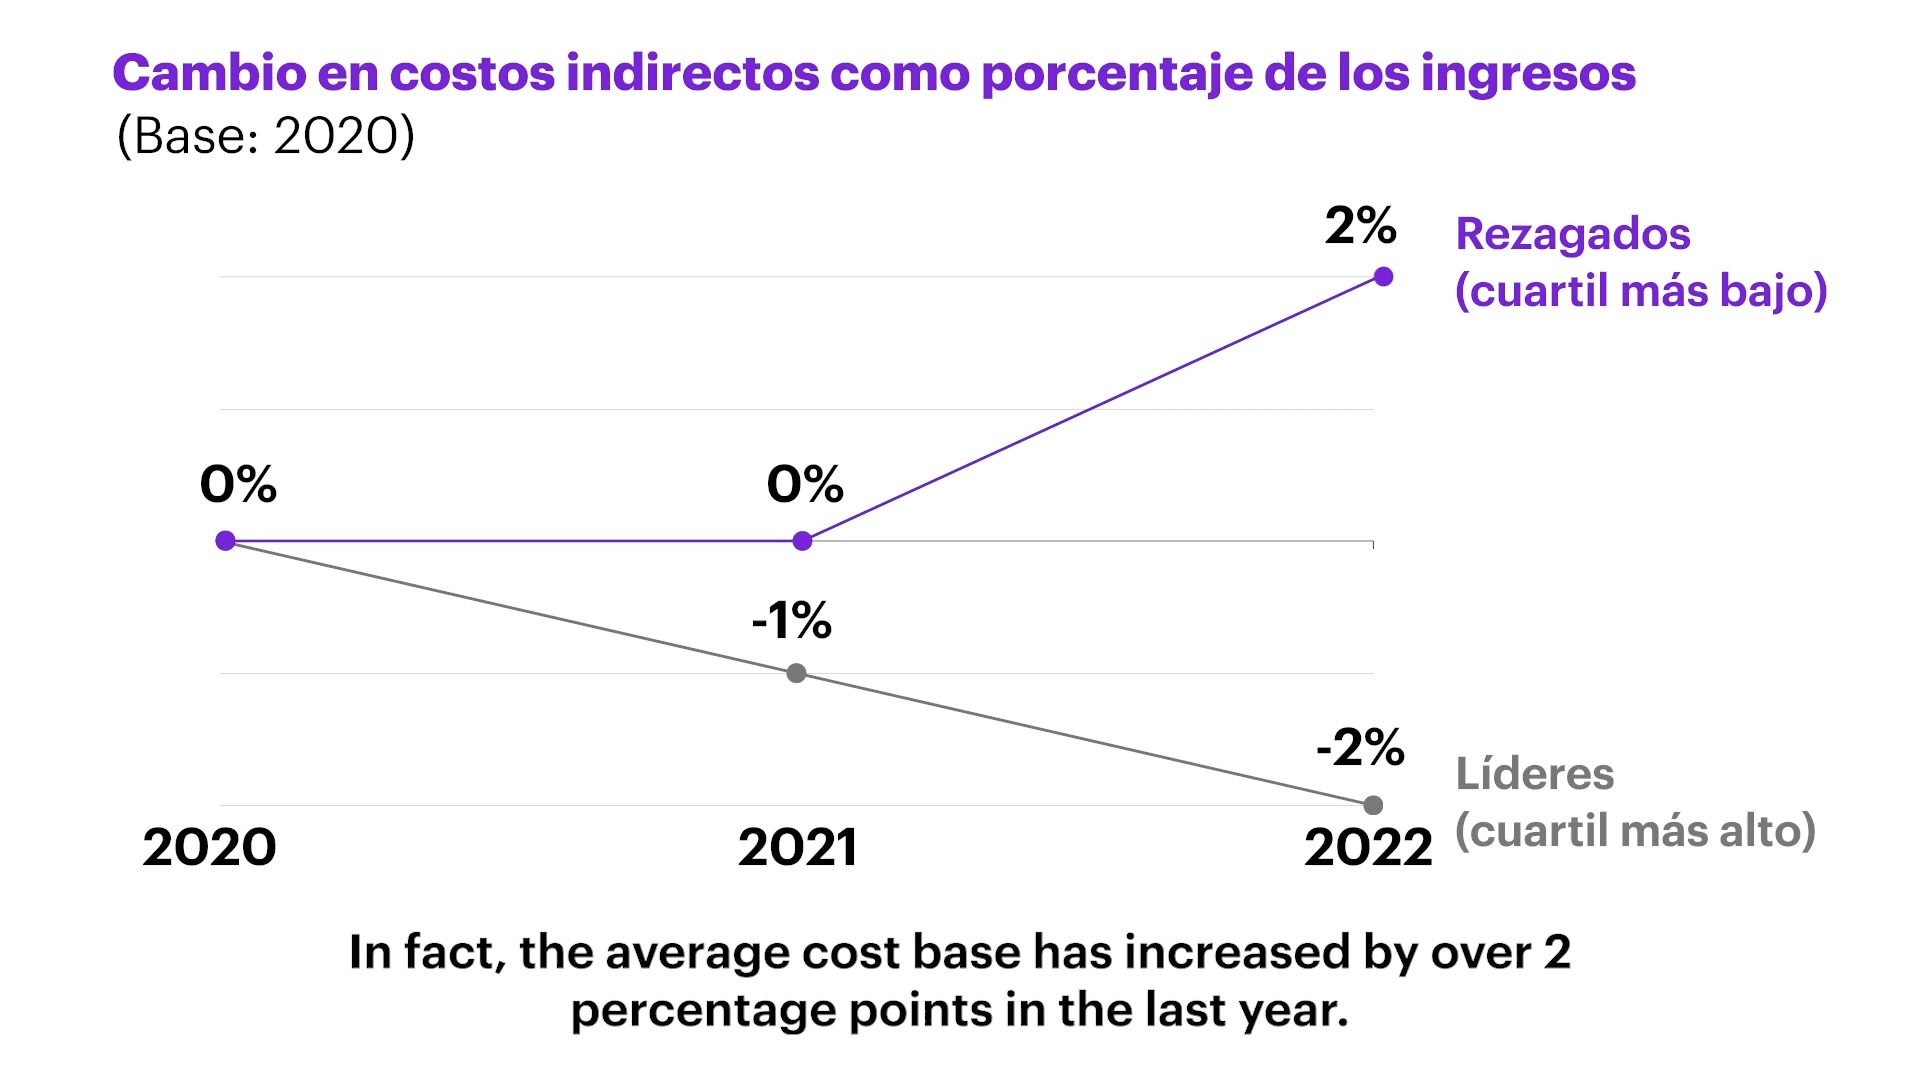 Cambio en costos indirectos como porcentaje de los ingresos
(Base: 2020)
2%
Rezagados
(cuartil más bajo)
0%
0%
-1%
-2%
Líderes
(cuartil más alto)
2020
2021
2022
In fact, the average cost base has increased by over 2
percentage points in the last year.